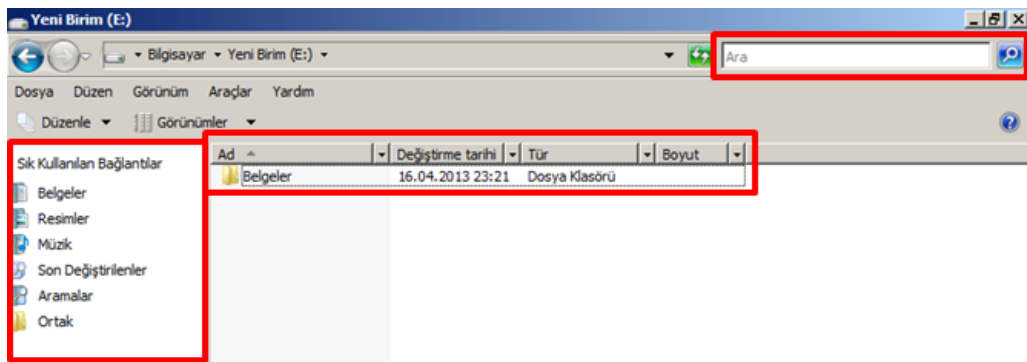 Yeni Birim (E:)
Bilgisayar Yeni Birim (E:)
Ara
Dosya Düzen Görünüm Araçlar Yardım
Düzenle Görünümler
Sık Kullanılan Bağlantılar
Belgeler
Resimler
Müzik
Son Değiştirilenler
Aramalar
Ortak
Ad Değiştirme tarihi Tür Boyut
Belgeler 16.04.2013 23:21 Dosya Klasörü